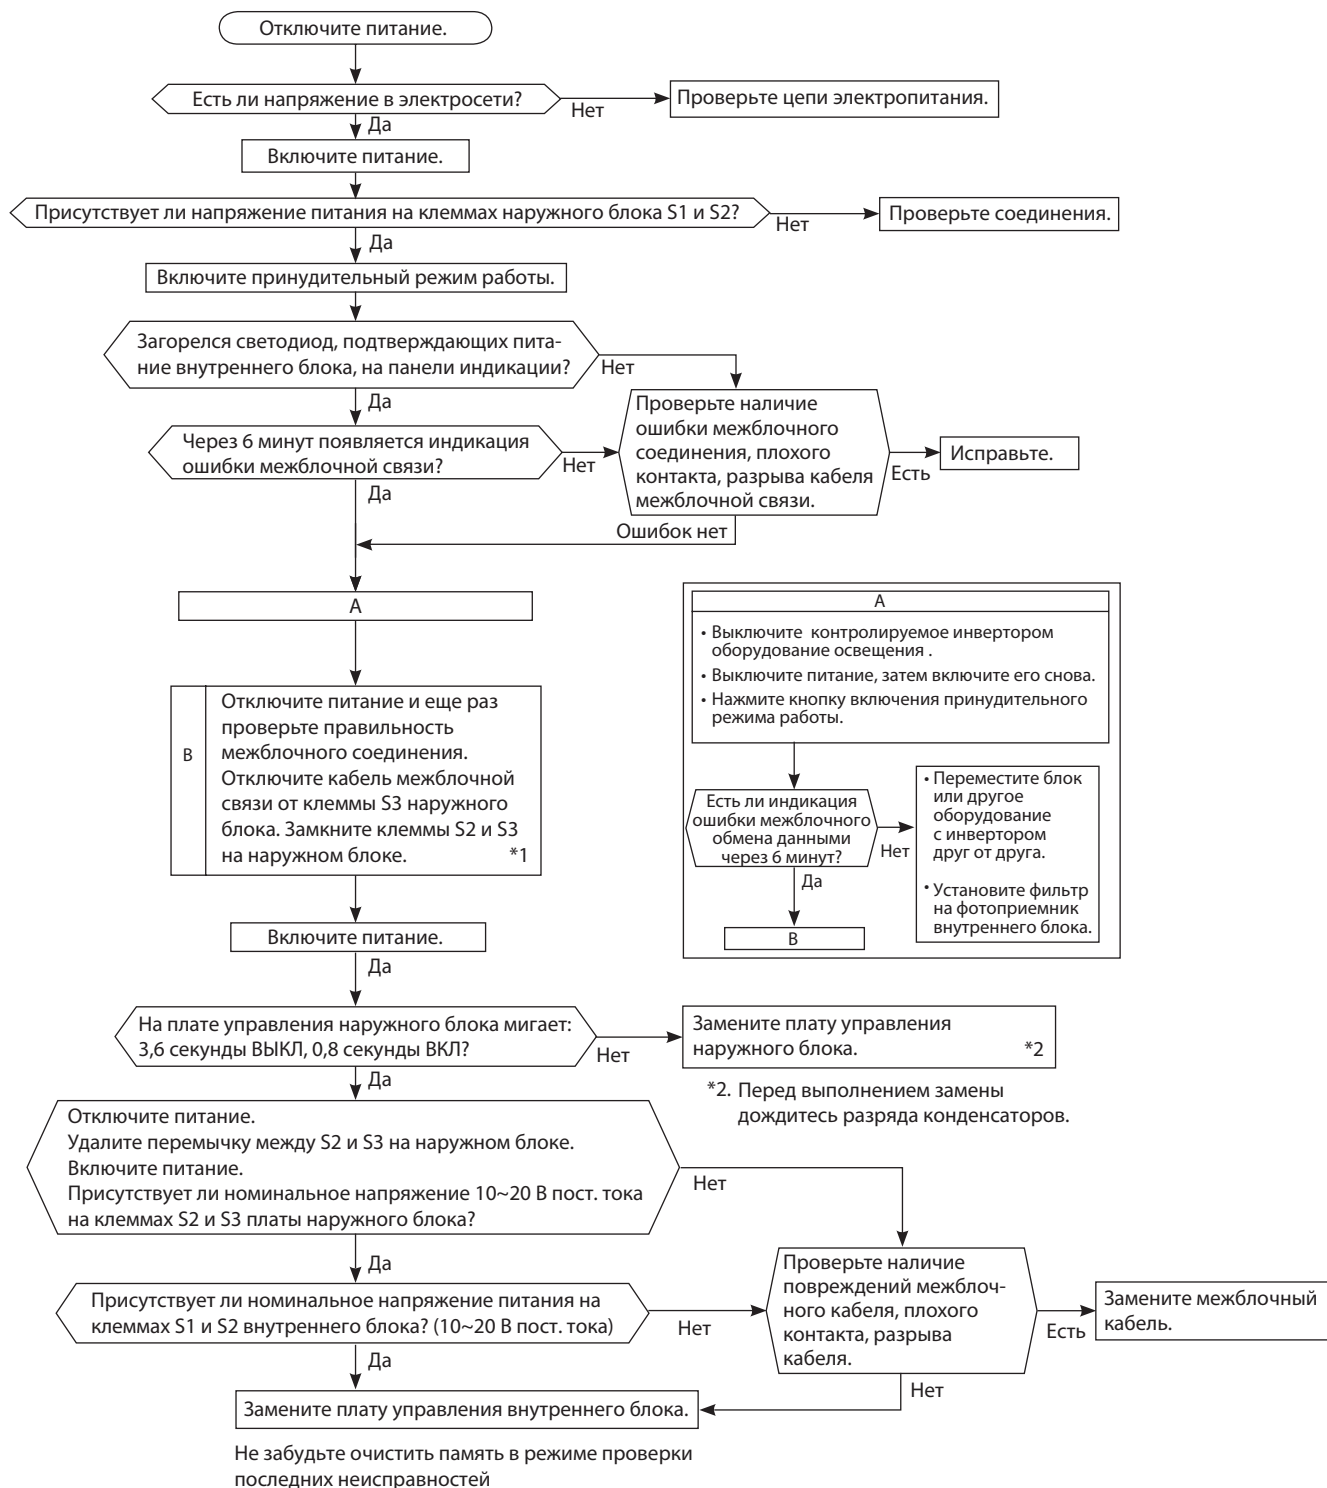 Отключите питание.
Есть ли напряжение в электросети?
Нет
Проверьте цепи электропитания.
Да
Включите питание.
Присутствует ли напряжение питания на клеммах наружного блока S1 и S2?
Нет
Проверьте соединения.
Да
Включите принудительный режим работы.
Загорелся светодиод, подтверждающих пита-
ние внутреннего блока, на панели индикации?
Нет
Да
Через 6 минут появляется индикация
ошибки межблочной связи?
Нет
Проверьте наличие
ошибки межблочного
соединения, плохого
контакта, разрыва кабеля
межблочной связи.
Есть
Исправьте.
Да
Ошибок нет
A
B
Отключите питание и еще раз
проверьте правильность
межблочного соединения.
Отключите кабель межблочной
связи от клеммы S3 наружного
блока. Замкните клеммы S2 и S3
на наружном блоке. *1
A
• Выключите контролируемое инвертором
оборудование освещения .
• Выключите питание, затем включите его снова.
• Нажмите кнопку включения принудительного
режима работы.
Есть ли индикация
ошибки межблочного
обмена данными
через 6 минут?
Нет
• Переместите блок
или другое
оборудование
с инвертором
друг от друга.
• Установите фильтр
на фотоприемник
внутреннего блока.
Да
B
Включите питание.
Да
На плате управления наружного блока мигает:
3,6 секунды ВЫКЛ, 0,8 секунды ВКЛ?
Нет
Замените плату управления
наружного блока. *2
*2. Перед выполнением замены
дождитесь разряда конденсаторов.
Да
Отключите питание.
Удалите перемычку между S2 и S3 на наружном блоке.
Включите питание.
Присутствует ли номинальное напряжение 10~20 В пост. тока
на клеммах S2 и S3 платы наружного блока?
Нет
Да
Присутствует ли номинальное напряжение питания на
клеммах S1 и S2 внутреннего блока? (10~20 В пост. тока)
Нет
Проверьте наличие
повреждений межблоч-
ного кабеля, плохого
контакта, разрыва
кабеля.
Есть
Замените межблочный
кабель.
Да
Нет
Замените плату управления внутреннего блока.
Не забудьте очистить память в режиме проверки
последних неисправностей